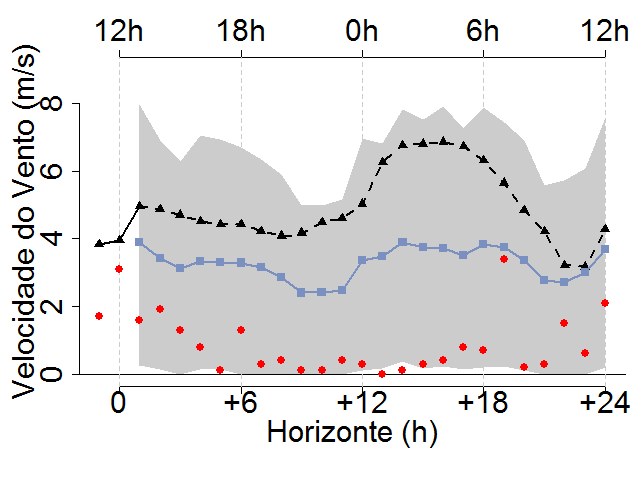 12h 18h 0h 6h 12h
Velocidade do Vento (m/s)
8
6
4
2
0
0 +6 +12 +18 +24
Horizonte (h)